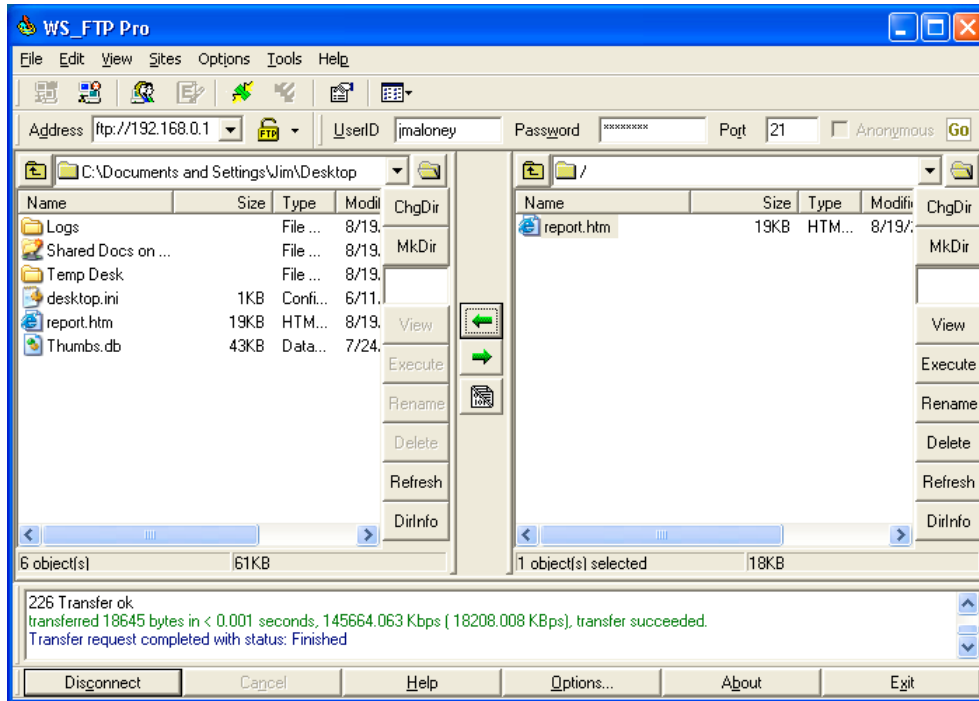 WS_FTP Pro
File Edit View Sites Options Tools Help
Address ftp://192.168.0.1 FTP UserID jmaloney Password ******** Port 21 Anonymous Go
C:\Documents and Settings\Jim\Desktop
Name Size Type Modil
Logs File ... 8/19.
Shared Docs on ... File ... 8/19.
Temp Desk File ... 8/19.
desktop.ini 1KB Confi... 6/11.
report.htm 19KB HTM... 8/19.
Thumbs.db 43KB Data... 7/24.
ChgDir
MkDir
View
Execute
Rename
Delete
Refresh
DirInfo
6 object(s) 61KB
/
Name Size Type Modifi
report.htm 19KB HTM... 8/19/
ChgDir
MkDir
View
Execute
Rename
Delete
Refresh
DirInfo
1 object(s) selected 18KB
226 Transfer ok
transferred 18645 bytes in < 0.001 seconds, 145664.063 Kbps ( 18208.008 KBps), transfer succeeded.
Transfer request completed with status: Finished
Disconnect Cancel Help Options... About Exit